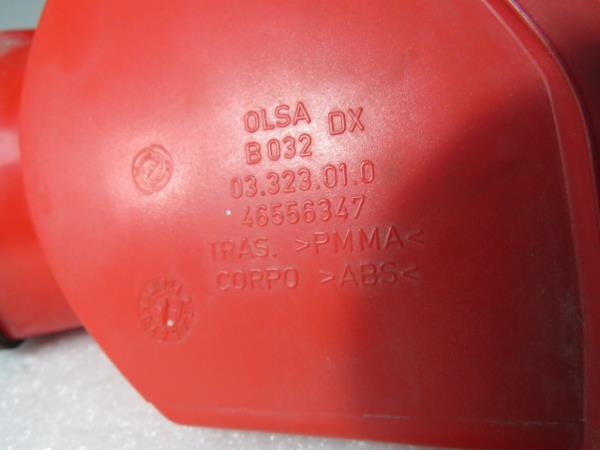 OLSA DX
B032
03.323.01.0
46556347
TRAS. >PMMA<
CORPO >ABS<